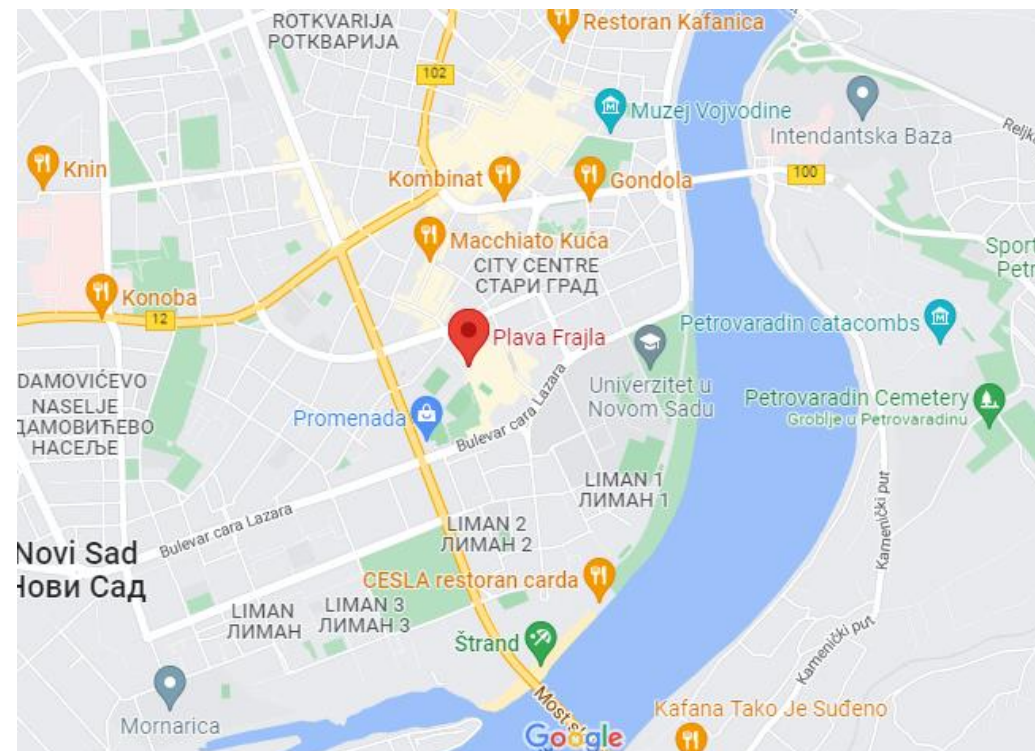 ROTKVARIJA
РОТКВАРИЈА
Restoran Kafanica
102
Muzej Vojvodine
Intendantska Baza
Knin
Kombinat
Gondola
100
Macchiato Kuća
CITY CENTRE
СТАРИ ГРАД
Sport
Petr
Konoba
12
Plava Frajla
Petrovaradin catacombs
Univerzitet u
Novom Sadu
DAMOVIĆEVO
NASELJE
ДАМОВИЋЕВО
НАСЕЉЕ
Promenada
Bulevar cara Lazara
Petrovaradin Cemetery
Groblje u Petrovaradinu
LIMAN 1
ЛИМАН 1
LIMAN 2
ЛИМАН 2
Bulevar cara Lazara
Kamenički put
Novi Sad
Нови Сад
CESLA restoran carda
LIMAN
ЛИМАН
LIMAN 3
ЛИМАН 3
Štrand
Kamenički put
Mornarica
Most
Kafana Tako Je Suđeno
Google